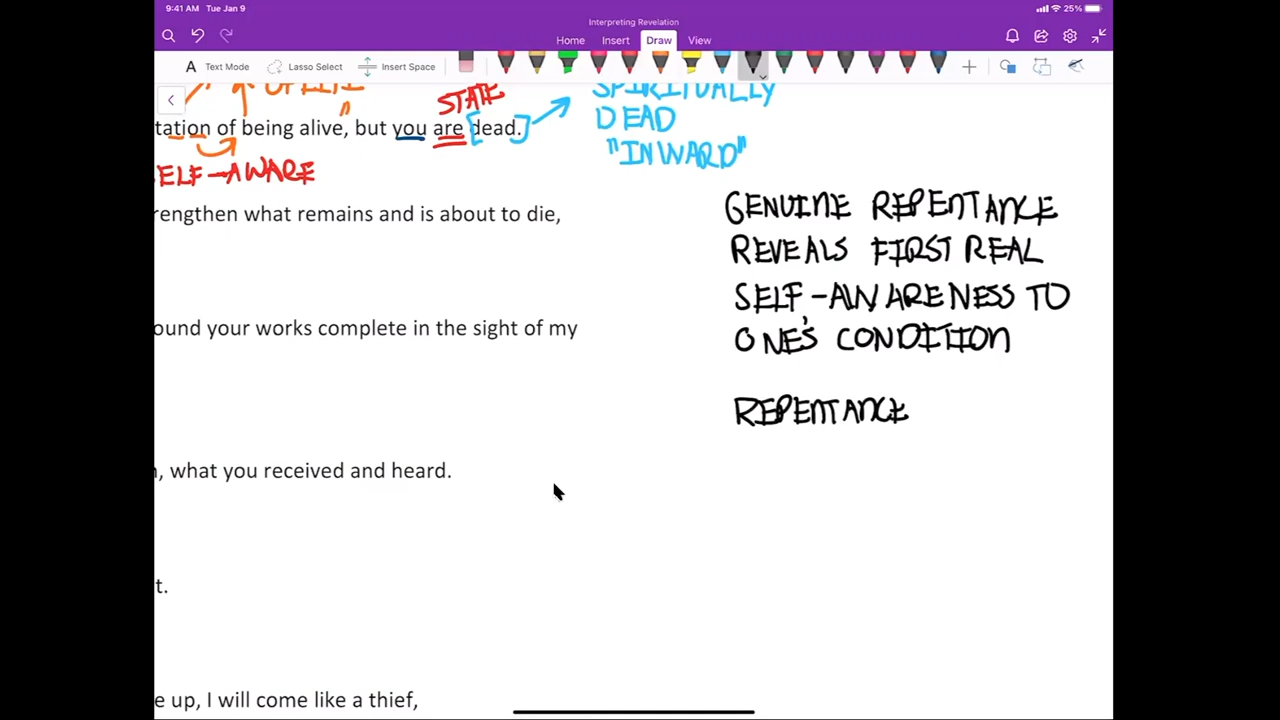 9:41 AM Tue Jan 9
25%
Interpreting Revelation
Home Insert Draw View
Text Mode Lasso Select Insert Space
STATE
SPIRITUALLY
DEAD
"INWARD"
tation of being alive, but you are [dead.]
SELF-AWARE
GENUINE REPENTANCE
REVEALS FIRST REAL
SELF-AWARENESS TO
ONE'S CONDITION
rengthen what remains and is about to die,
ound your works complete in the sight of my
REPENTANCE
n, what you received and heard.
t.
e up, I will come like a thief,